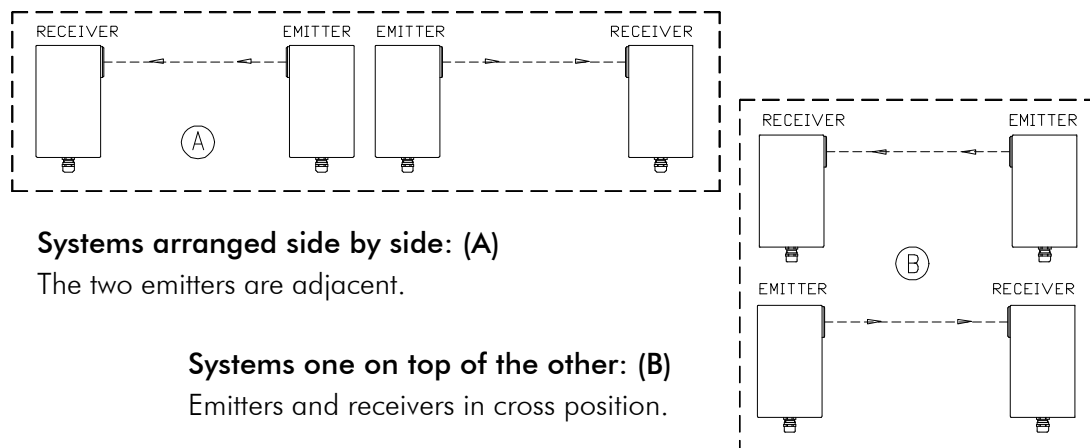 RECEIVER EMITTER EMITTER RECEIVER
A
Systems arranged side by side: (A)
The two emitters are adjacent.
RECEIVER EMITTER
B
EMITTER RECEIVER
Systems one on top of the other: (B)
Emitters and receivers in cross position.